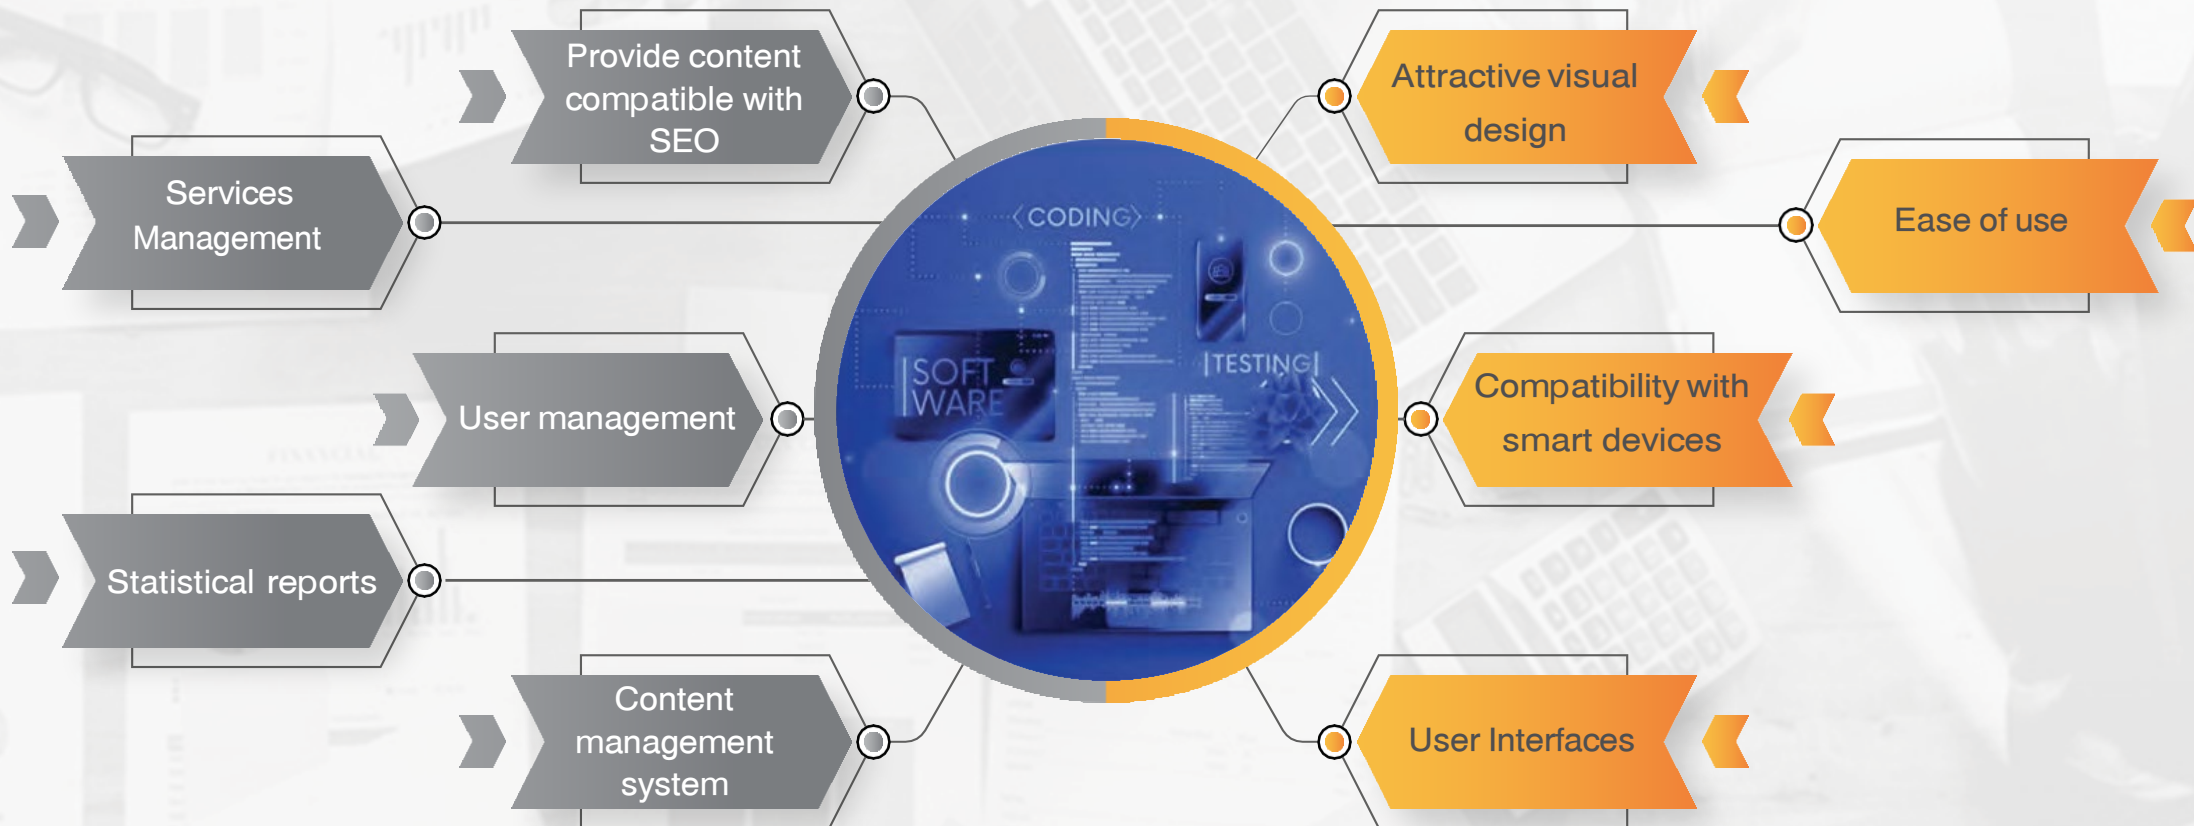 Provide content
compatible with
SEO
Services
Management
User management
Statistical reports
Content
management
system
<CODING>
SOFT
WARE
|TESTING|
Attractive visual
design
Ease of use
Compatibility with
smart devices
User Interfaces
FINANCIAL